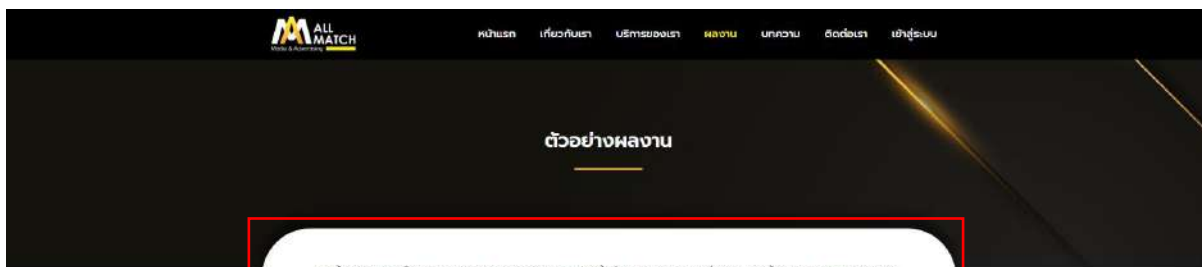 ALL
MATCH
Media & Advertising
หน้าแรก เกี่ยวกับเรา บริการของเรา ผลงาน บทความ ติดต่อเรา เข้าสู่ระบบ
ตัวอย่างผลงาน